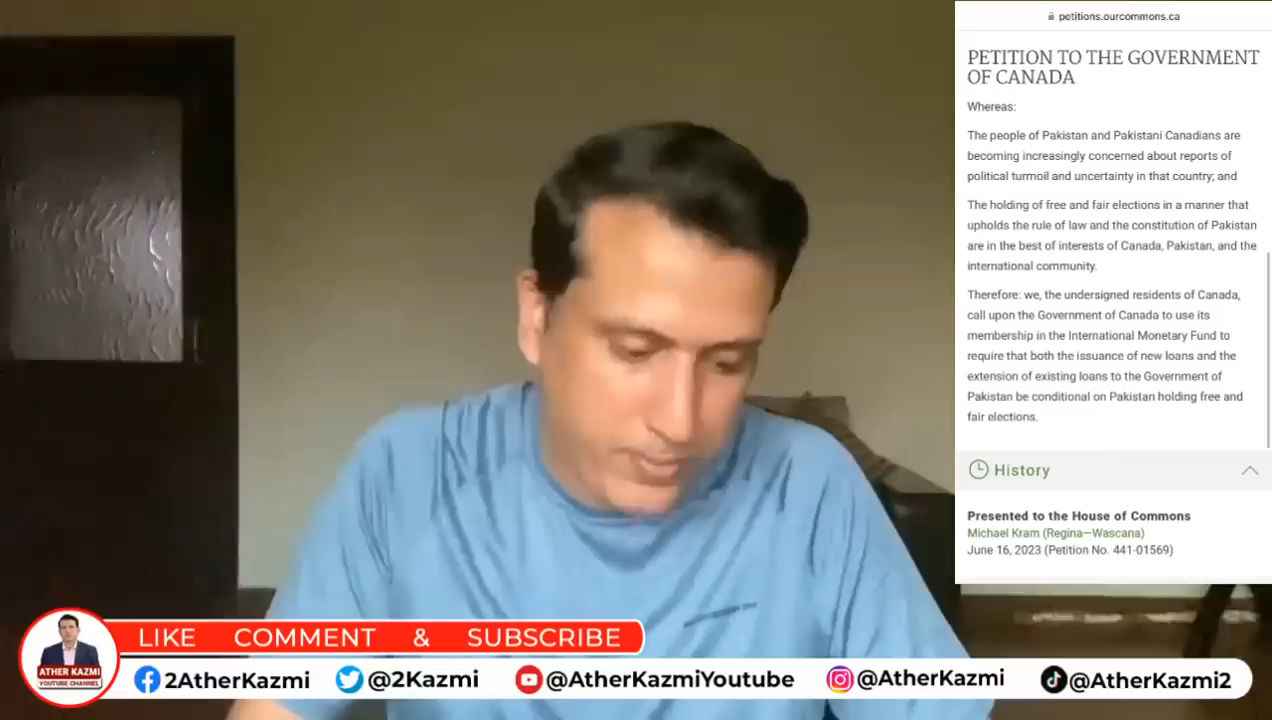 petitions.ourcommons.ca
PETITION TO THE GOVERNMENT
OF CANADA
Whereas:
The people of Pakistan and Pakistani Canadians are
becoming increasingly concerned about reports of
political turmoil and uncertainty in that country; and
The holding of free and fair elections in a manner that
upholds the rule of law and the constitution of Pakistan
are in the best of interests of Canada, Pakistan, and the
international community.
Therefore: we, the undersigned residents of Canada,
call upon the Government of Canada to use its
membership in the International Monetary Fund to
require that both the issuance of new loans and the
extension of existing loans to the Government of
Pakistan be conditional on Pakistan holding free and
fair elections.
History
Presented to the House of Commons
Michael Kram (Regina—Wascana)
June 16, 2023 (Petition No. 441-01569)
LIKE COMMENT & SUBSCRIBE
ATHER KAZMI
YOUTUBE CHANNEL
2AtherKazmi @2Kazmi @AtherKazmiYoutube @AtherKazmi @AtherKazmi2